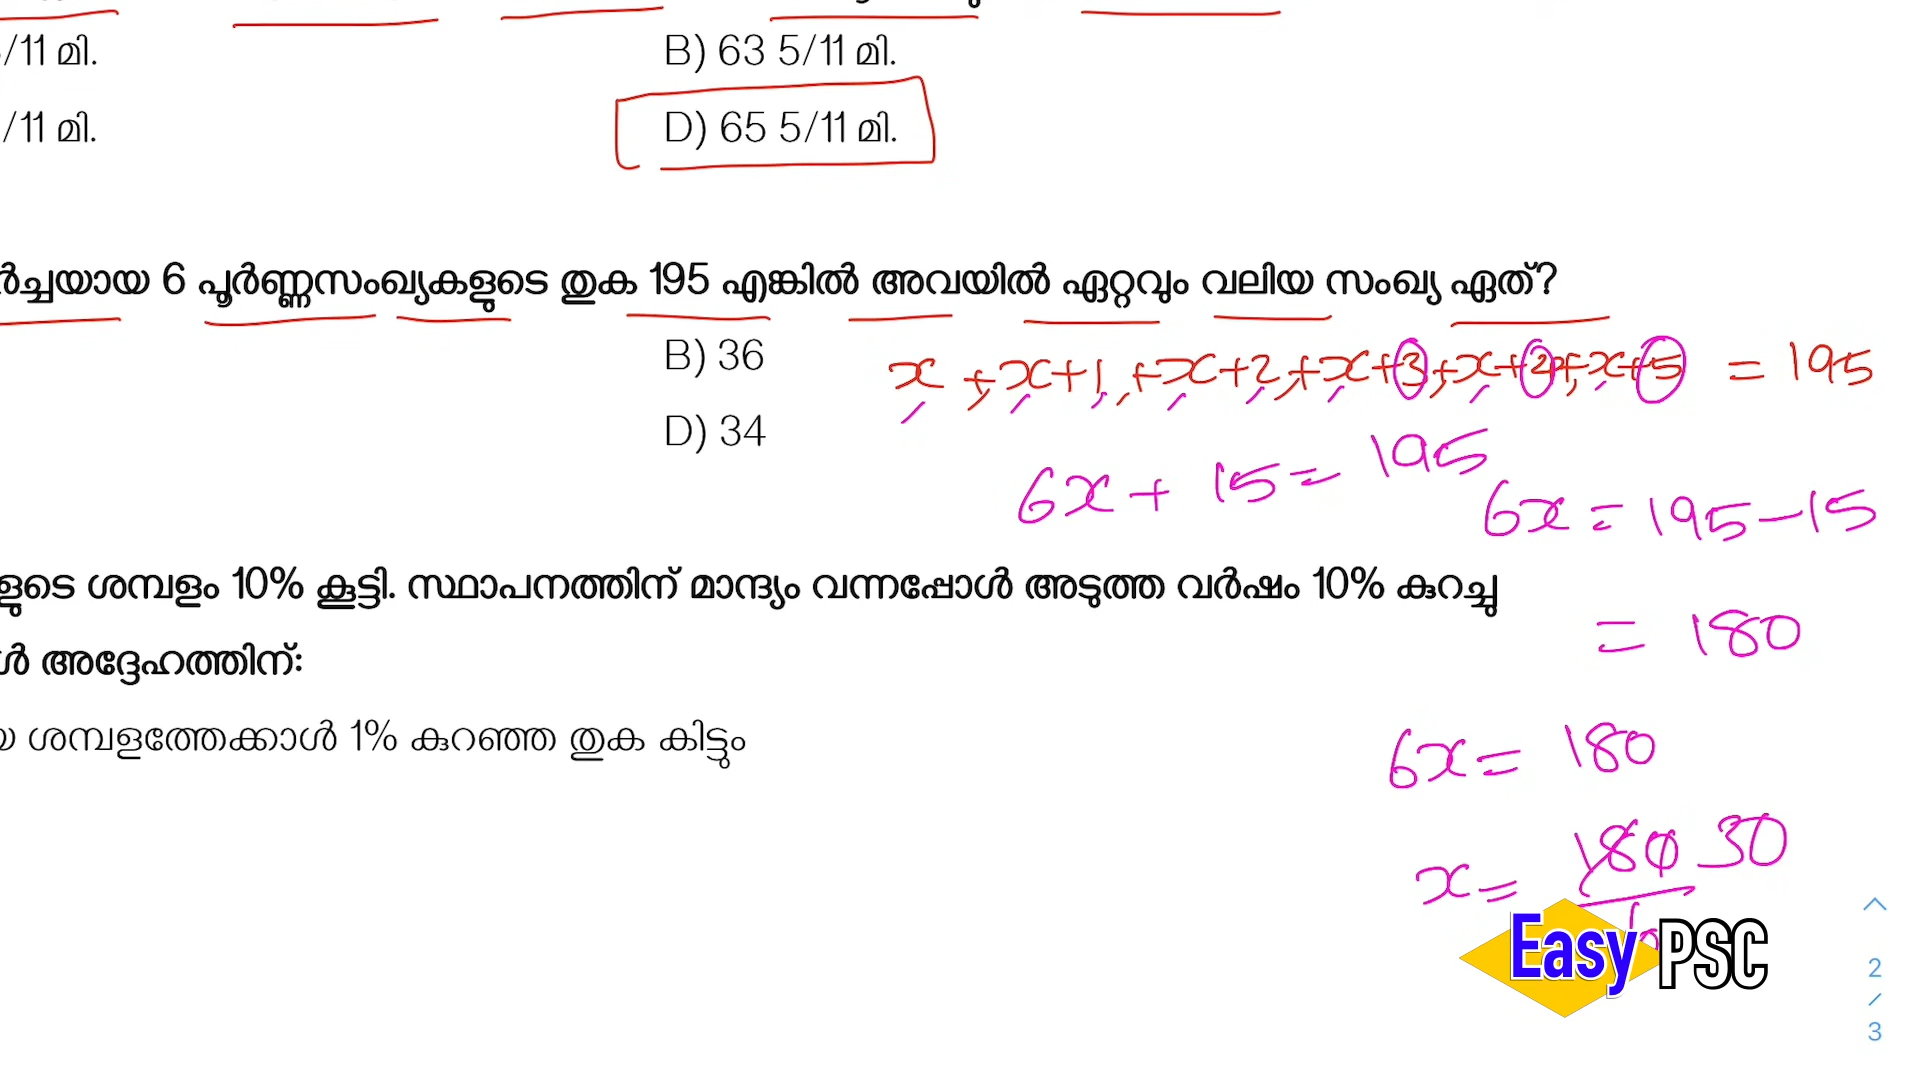 /11 മി.
B) 63 5/11 മി.
/11 മി.
D) 65 5/11 മി.
ർച്ചയായ 6 പൂർണ്ണസംഖ്യകളുടെ തുക 195 എങ്കിൽ അവയിൽ ഏറ്റവും വലിയ സംഖ്യ ഏത്?
B) 36
x + x+1, + x+2, + x+3 + x+4 + x+5 = 195
D) 34
6x + 15 = 195
6x = 195-15
ളുടെ ശമ്പളം 10% കൂട്ടി. സ്ഥാപനത്തിന് മാന്ദ്യം വന്നപ്പോൾ അടുത്ത വർഷം 10% കുറച്ചു
= 180
ൾ അദ്ദേഹത്തിന്:
യ ശമ്പളത്തേക്കാൾ 1% കുറഞ്ഞ തുക കിട്ടും
6x = 180
x = 180 30
Easy PSC
2
/
3